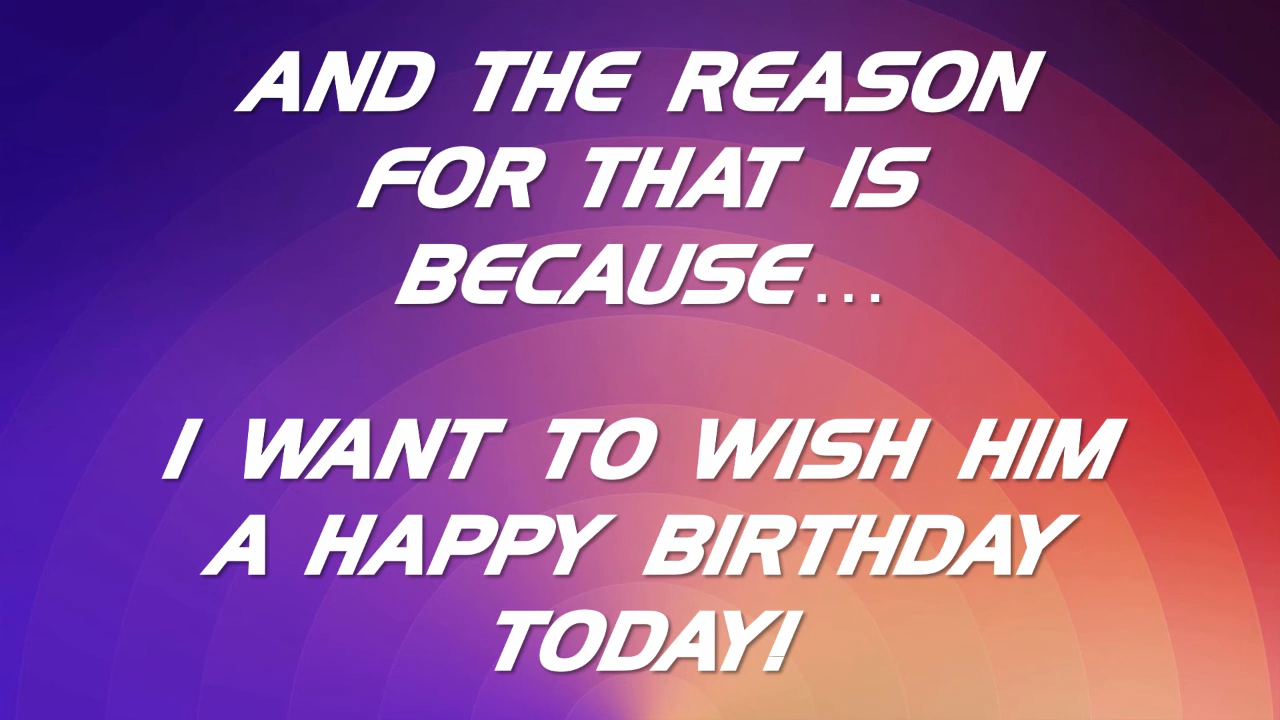 AND THE REASON
FOR THAT IS
BECAUSE...
I WANT TO WISH HIM
A HAPPY BIRTHDAY
TODAY!